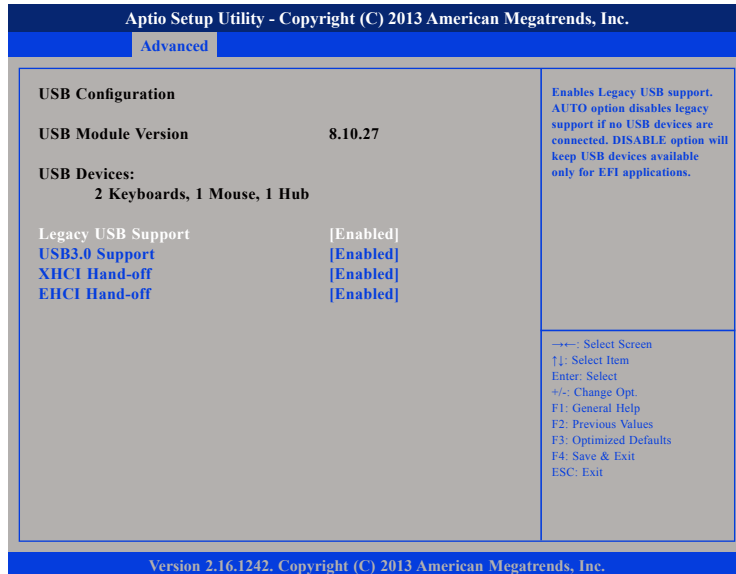 Aptio Setup Utility - Copyright (C) 2013 American Megatrends, Inc.
Advanced
USB Configuration
USB Module Version 8.10.27
USB Devices:
2 Keyboards, 1 Mouse, 1 Hub
Legacy USB Support [Enabled]
USB3.0 Support [Enabled]
XHCI Hand-off [Enabled]
EHCI Hand-off [Enabled]
Enables Legacy USB support.
AUTO option disables legacy
support if no USB devices are
connected. DISABLE option will
keep USB devices available
only for EFI applications.
→←: Select Screen
↑↓: Select Item
Enter: Select
+/-: Change Opt.
F1: General Help
F2: Previous Values
F3: Optimized Defaults
F4: Save & Exit
ESC: Exit
Version 2.16.1242. Copyright (C) 2013 American Megatrends, Inc.